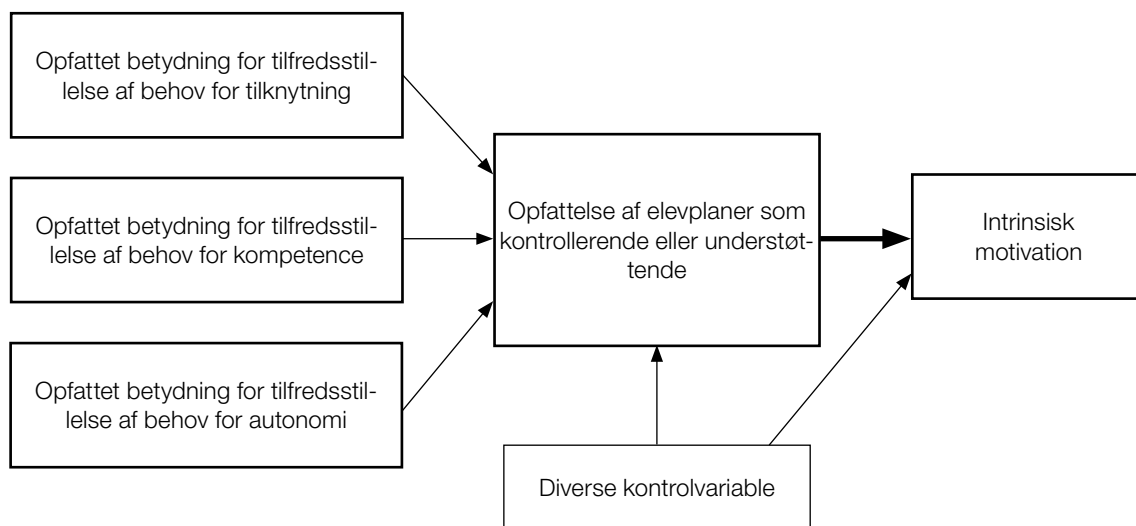 Opfattet betydning for tilfredsstil-
lelse af behov for tilknytning
Opfattet betydning for tilfredsstil-
lelse af behov for kompetence
Opfattet betydning for tilfredsstil-
lelse af behov for autonomi
Opfattelse af elevplaner som
kontrollerende eller understøt-
tende
Intrinsisk
motivation
Diverse kontrolvariable